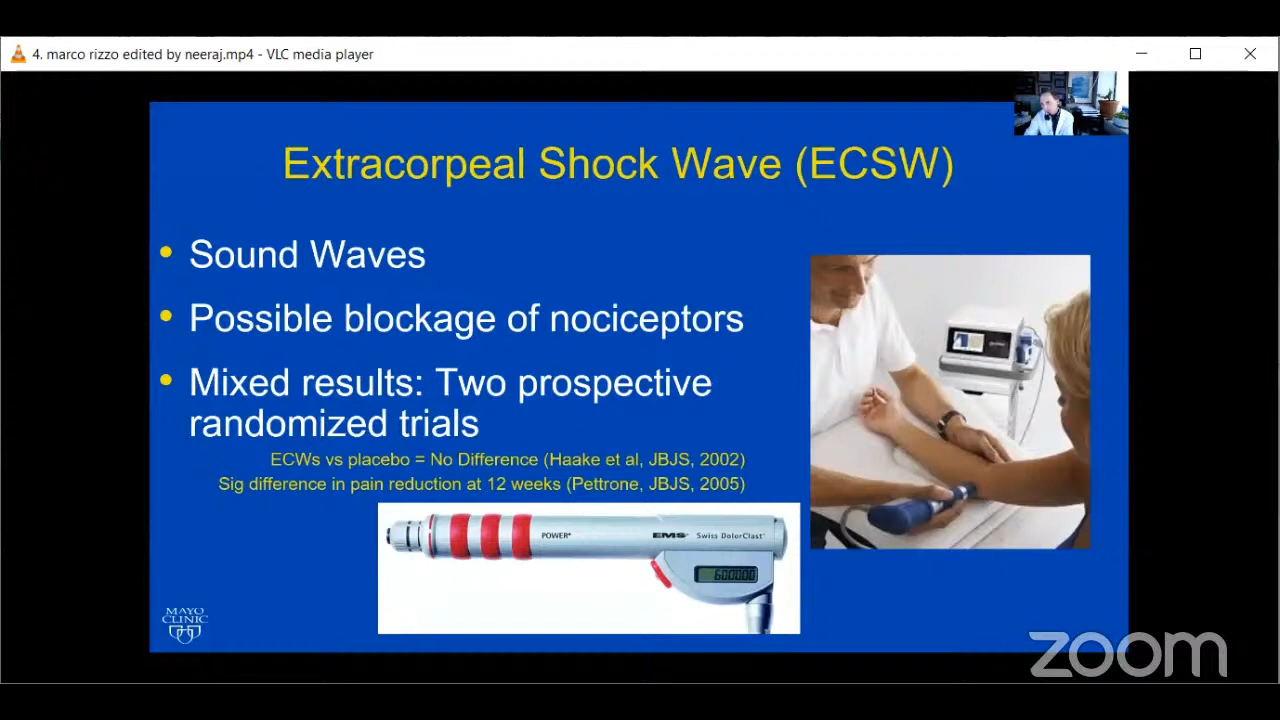 4. marco rizzo edited by neeraj.mp4 - VLC media player
Extracorpeal Shock Wave (ECSW)
• Sound Waves
• Possible blockage of nociceptors
• Mixed results: Two prospective
randomized trials
ECWs vs placebo = No Difference (Haake et al, JBJS, 2002)
Sig difference in pain reduction at 12 weeks (Pettrone, JBJS, 2005)
POWER+ EMS Swiss DolorClast
MAYO
CLINIC
zoom